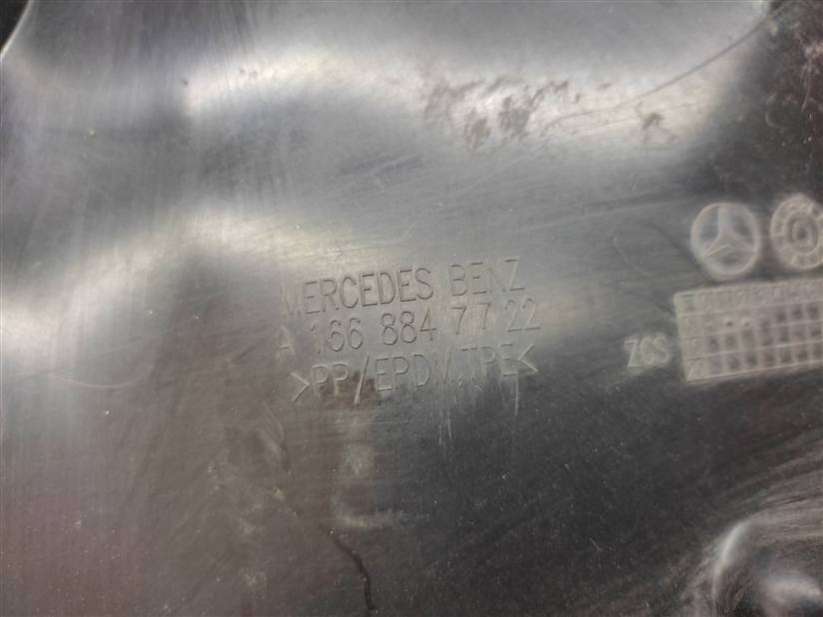 MERCEDES BENZ
A 166 884 77 22
>PP/EPDM.TPE<
ZGS